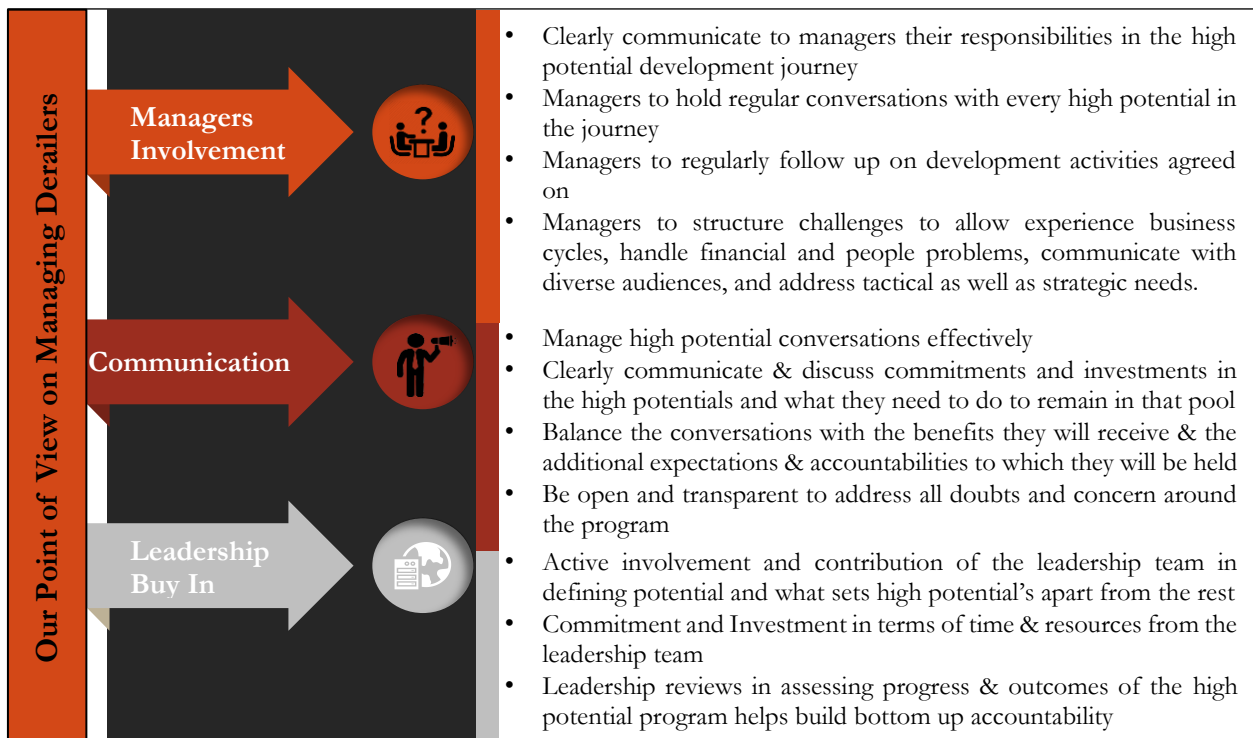 Our Point of View on Managing Derailers
Managers
Involvement
• Clearly communicate to managers their responsibilities in the high
potential development journey
• Managers to hold regular conversations with every high potential in
the journey
• Managers to regularly follow up on development activities agreed
on
• Managers to structure challenges to allow experience business
cycles, handle financial and people problems, communicate with
diverse audiences, and address tactical as well as strategic needs.
Communication
• Manage high potential conversations effectively
• Clearly communicate & discuss commitments and investments in
the high potentials and what they need to do to remain in that pool
• Balance the conversations with the benefits they will receive & the
additional expectations & accountabilities to which they will be held
• Be open and transparent to address all doubts and concern around
the program
Leadership
Buy In
• Active involvement and contribution of the leadership team in
defining potential and what sets high potential’s apart from the rest
• Commitment and Investment in terms of time & resources from the
leadership team
• Leadership reviews in assessing progress & outcomes of the high
potential program helps build bottom up accountability